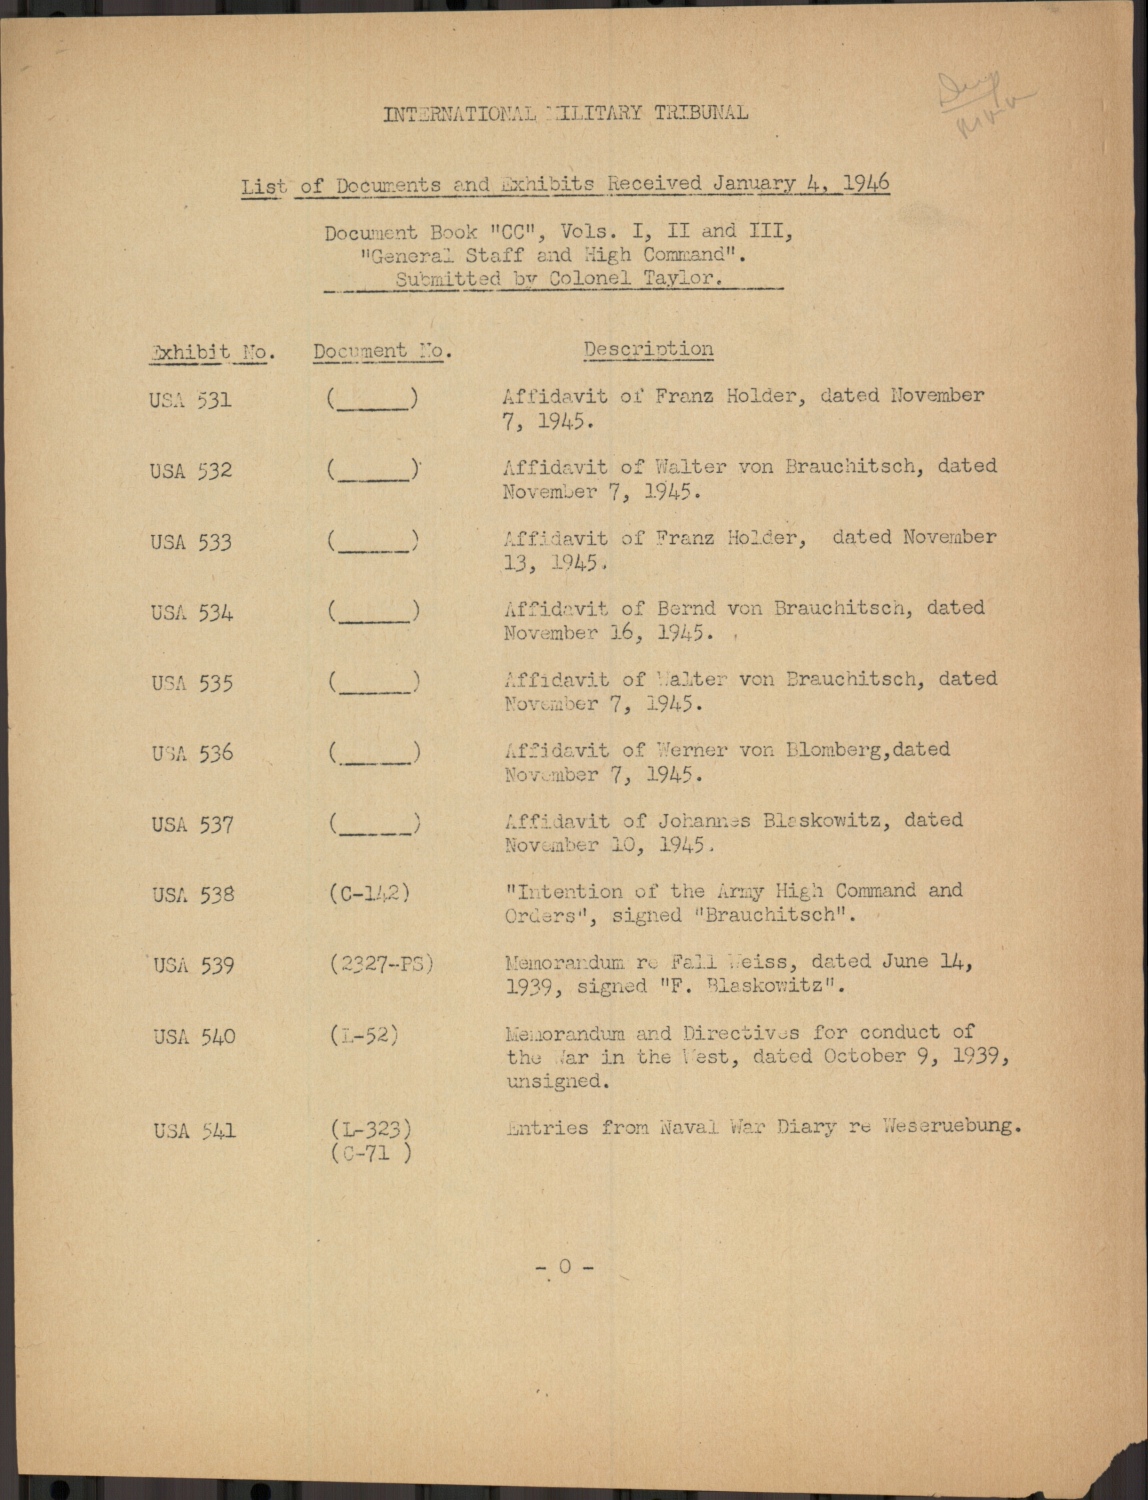 INTERNATIONAL MILITARY TRIBUNAL
List of Documents and Exhibits Received January 4, 1946
Document Book "CC", Vols. I, II and III,
"General Staff and High Command".
Submitted by Colonel Taylor.
Exhibit No. Document No. Description
USA 531 (______) Affidavit of Franz Holder, dated November
7, 1945.
USA 532 (______) Affidavit of Walter von Brauchitsch, dated
November 7, 1945.
USA 533 (______) Affidavit of Franz Holder, dated November
13, 1945.
USA 534 (______) Affidavit of Bernd von Brauchitsch, dated
November 16, 1945.
USA 535 (______) Affidavit of Walter von Brauchitsch, dated
November 7, 1945.
USA 536 (______) Affidavit of Werner von Blomberg,dated
November 7, 1945.
USA 537 (______) Affidavit of Johannes Blaskowitz, dated
November 10, 1945.
USA 538 (C-142) "Intention of the Army High Command and
Orders", signed "Brauchitsch".
USA 539 (2327-PS) Memorandum re Fall Weiss, dated June 14,
1939, signed "F. Blaskowitz".
USA 540 (L-52) Memorandum and Directives for conduct of
the War in the West, dated October 9, 1939,
unsigned.
USA 541 (L-323) Entries from Naval War Diary re Weseruebung.
(C-71 )
- 0 -